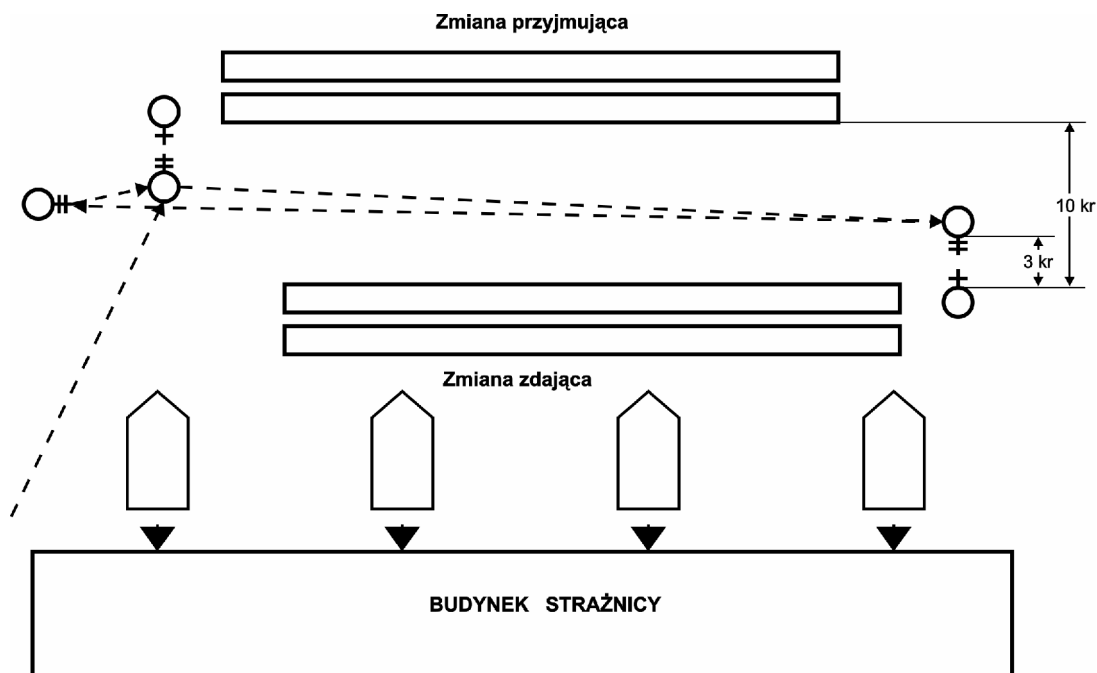 Zmiana przyjmująca
10 kr
3 kr
Zmiana zdająca
BUDYNEK STRAŻNICY